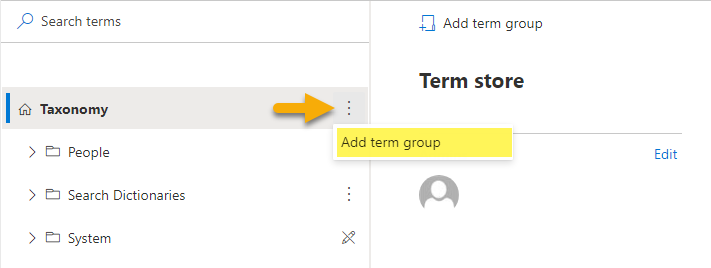 Search terms
Add term group
Term store
Taxonomy
Add term group
People
Edit
Search Dictionaries
System